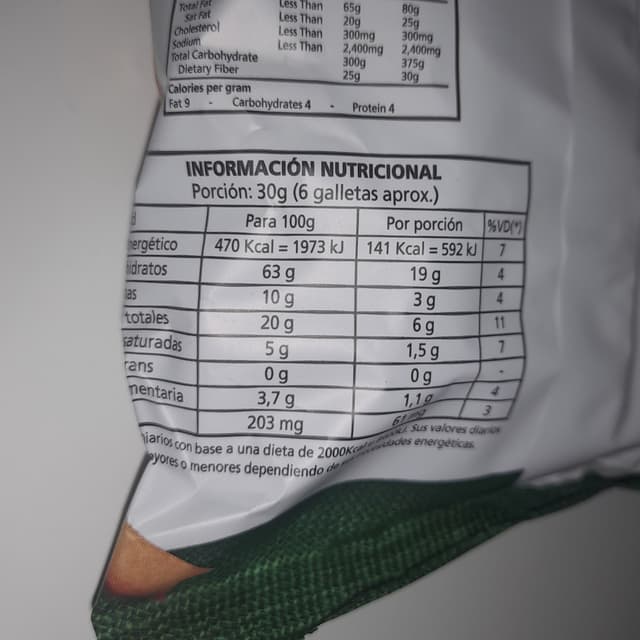 Total Fat Less Than 65g 80g
Sat Fat Less Than 20g 25g
Cholesterol Less Than 300mg 300mg
Sodium Less Than 2,400mg 2,400mg
Total Carbohydrate 300g 375g
Dietary Fiber 25g 30g
Calories per gram
Fat 9 - Carbohydrates 4 - Protein 4
INFORMACIÓN NUTRICIONAL
Porción: 30g (6 galletas aprox.)
Para 100g Por porción %VD(*)
nergético 470 Kcal = 1973 kJ 141 Kcal = 592 kJ 7
idratos 63 g 19 g 4
as 10 g 3 g 4
totales 20 g 6 g 11
saturadas 5 g 1,5 g 7
rans 0 g 0 g -
mentaria 3,7 g 1,1 g 4
203 mg 61 mg 3
iarios con base a una dieta de 2000Kcal Sus valores diarios
ayores o menores dependiendo de energéticas.